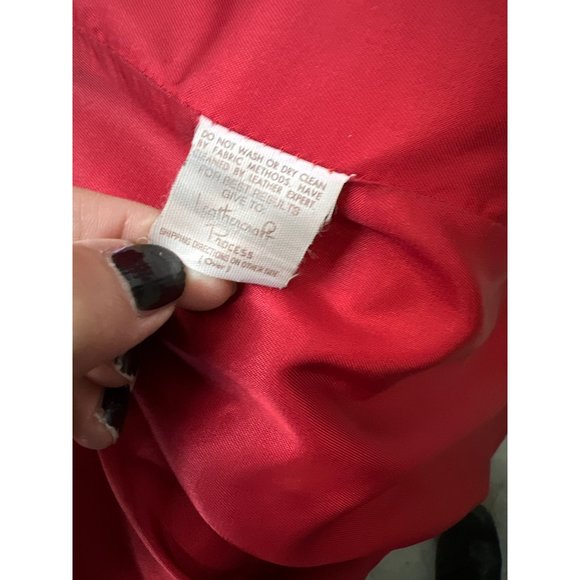 DO NOT WASH OR DRY CLEAN
BY FABRIC METHODS. HAVE
CLEANED BY LEATHER EXPERT.
FOR BEST RESULTS
GIVE TO:
Leathercraft
PROCESS
SHIPPING DIRECTIONS ON OTHER SIDE
(Over)